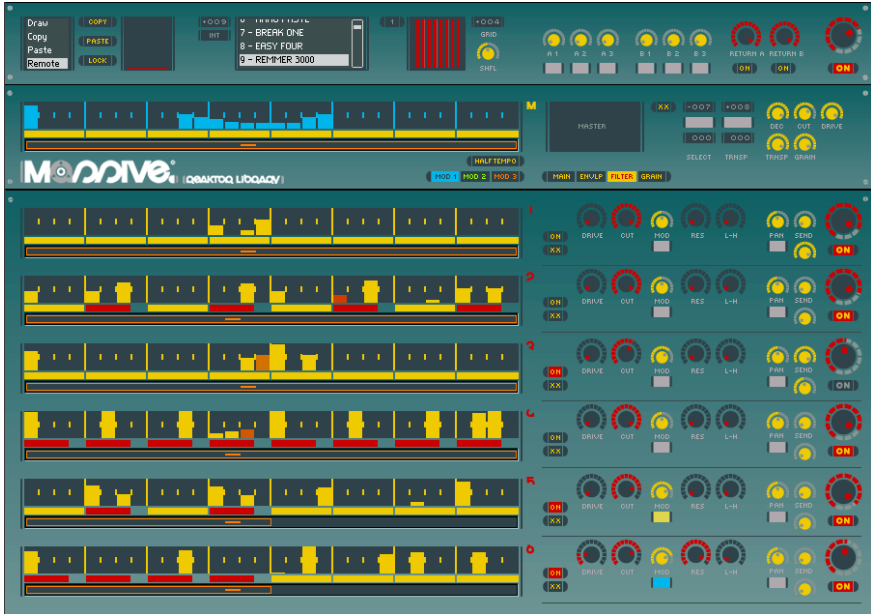 Draw
Copy
Paste
Remote
COPY
PASTE
LOCK
+009
INT
7 - BREAK ONE
8 - EASY FOUR
9 - REMMER 3000
1
+004
GRID
SHFL
A 1 A 2 A 3 B 1 B 2 B 3
RETURN A RETURN B
ON ON ON
M
MASTER
XX -007 +008
000 000
SELECT TRNSP
DEC CUT DRIVE
TRNSP GRAIN
HALFTEMPO
MASSIVE
REAKTOR LIBRARY
MOD 1 MOD 2 MOD 3
MAIN ENVLP FILTER GRAIN
1
ON
XX
DRIVE CUT MOD RES L-H PAN SEND
ON
2
ON
XX
DRIVE CUT MOD RES L-H PAN SEND
ON
3
ON
XX
DRIVE CUT MOD RES L-H PAN SEND
ON
4
ON
XX
DRIVE CUT MOD RES L-H PAN SEND
ON
5
ON
XX
DRIVE CUT MOD RES L-H PAN SEND
ON
6
ON
XX
DRIVE CUT MOD RES L-H PAN SEND
ON